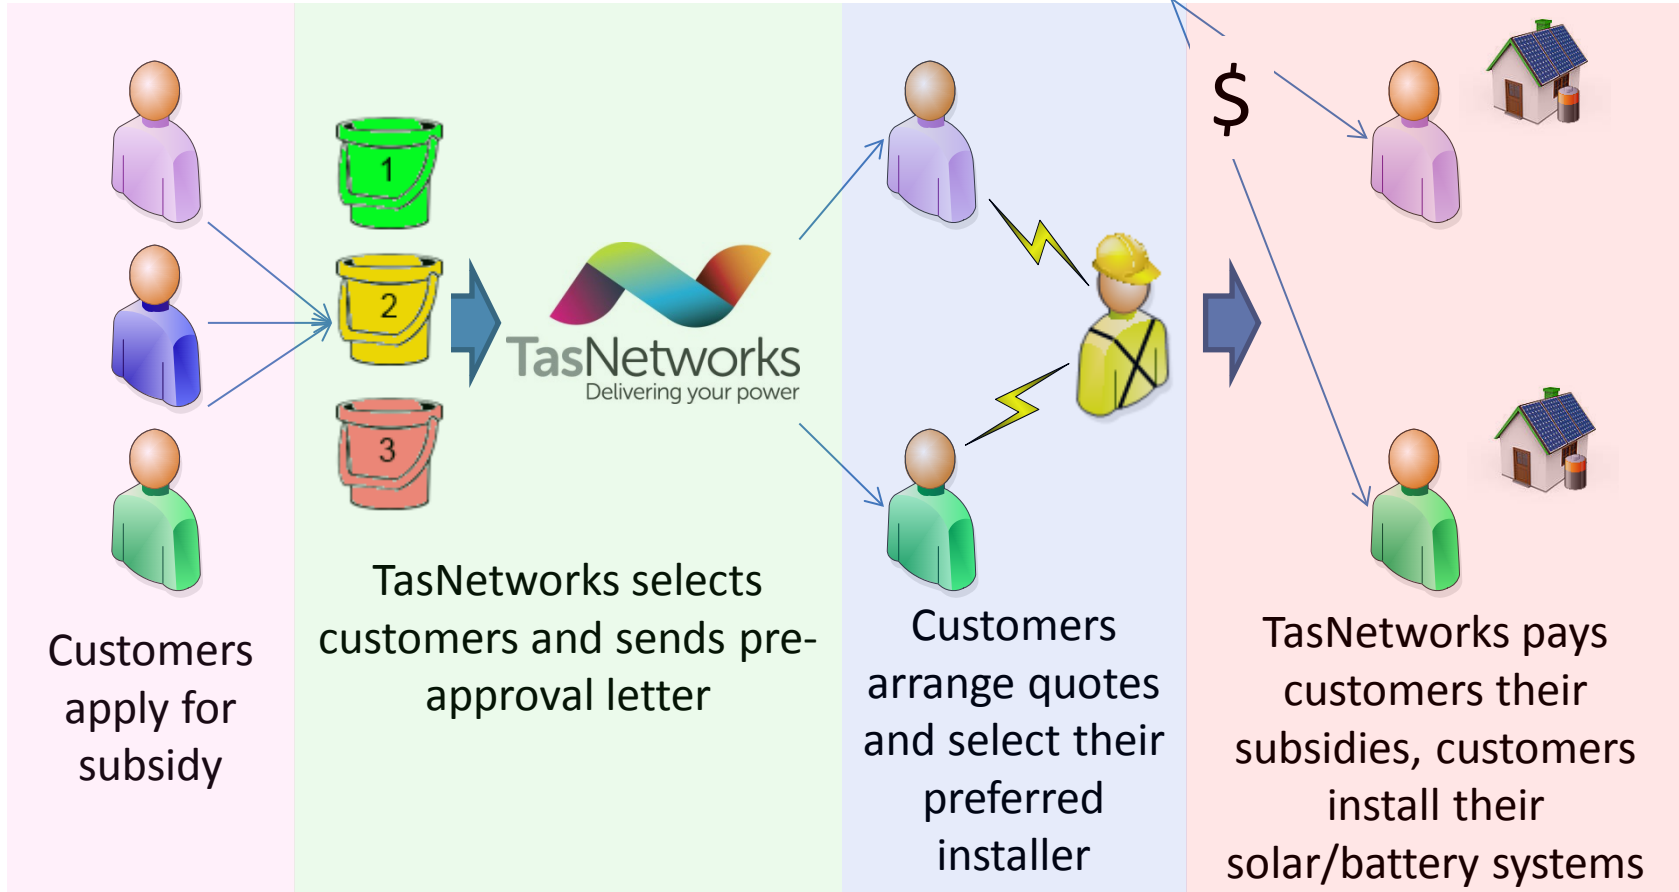 Customers
apply for
subsidy
1
2
3
TasNetworks
Delivering your power
TasNetworks selects
customers and sends pre-
approval letter
Customers
arrange quotes
and select their
preferred
installer
$
TasNetworks pays
customers their
subsidies, customers
install their
solar/battery systems